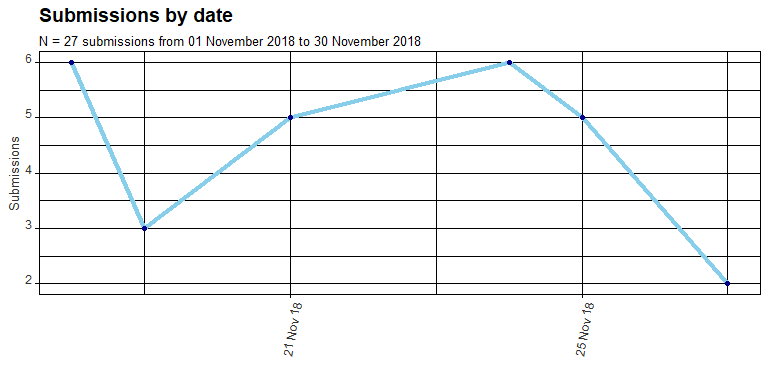 Submissions by date
N = 27 submissions from 01 November 2018 to 30 November 2018
Submissions
6
5
4
3
2
21 Nov 18
25 Nov 18